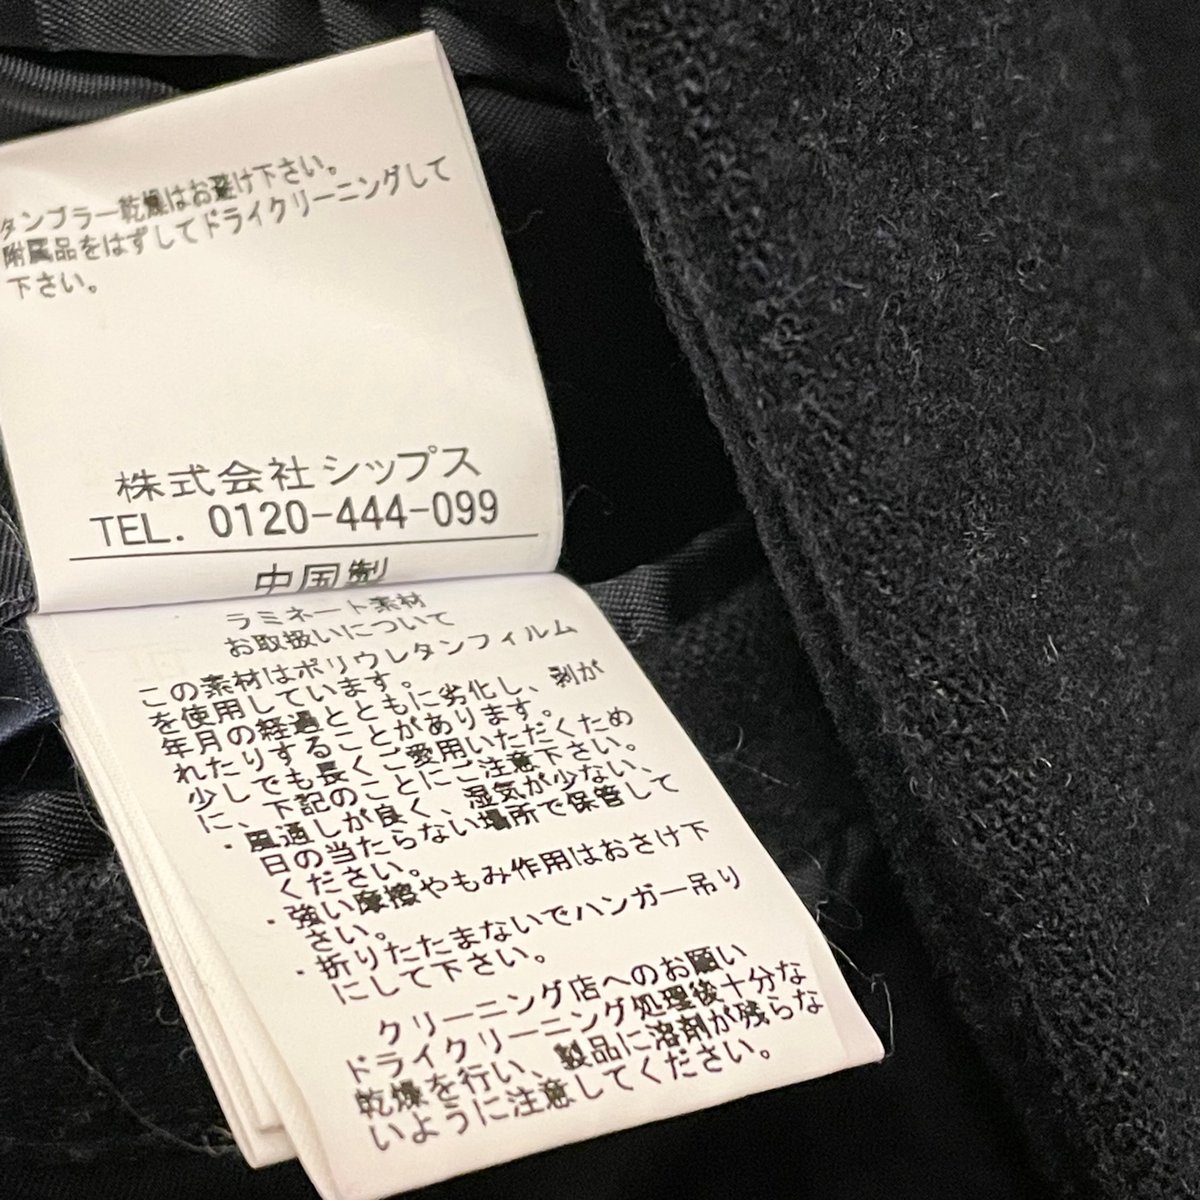 タンブラー乾燥はお避け下さい。
附属品をはずしてドライクリーニングして
下さい。
株式会社シップス
TEL. 0120-444-099
中国製
ラミネート素材
お取扱いについて
この素材はポリウレタンフィルム
を使用しています。
年月の経過とともに劣化し、剥が
れたりすることがあります。
少しでも長くご愛用いただくため
に、下記のことにご注意下さい。
・風通しが良く、湿気が少ない、
日の当たらない場所で保管して
ください。
・強い摩擦やもみ作用はおさけ下
さい。
・折りたたまないでハンガー吊り
にして下さい。
クリーニング店へのお願い
ドライクリーニング処理後十分な
乾燥を行い、製品に溶剤が残らな
いように注意してください。